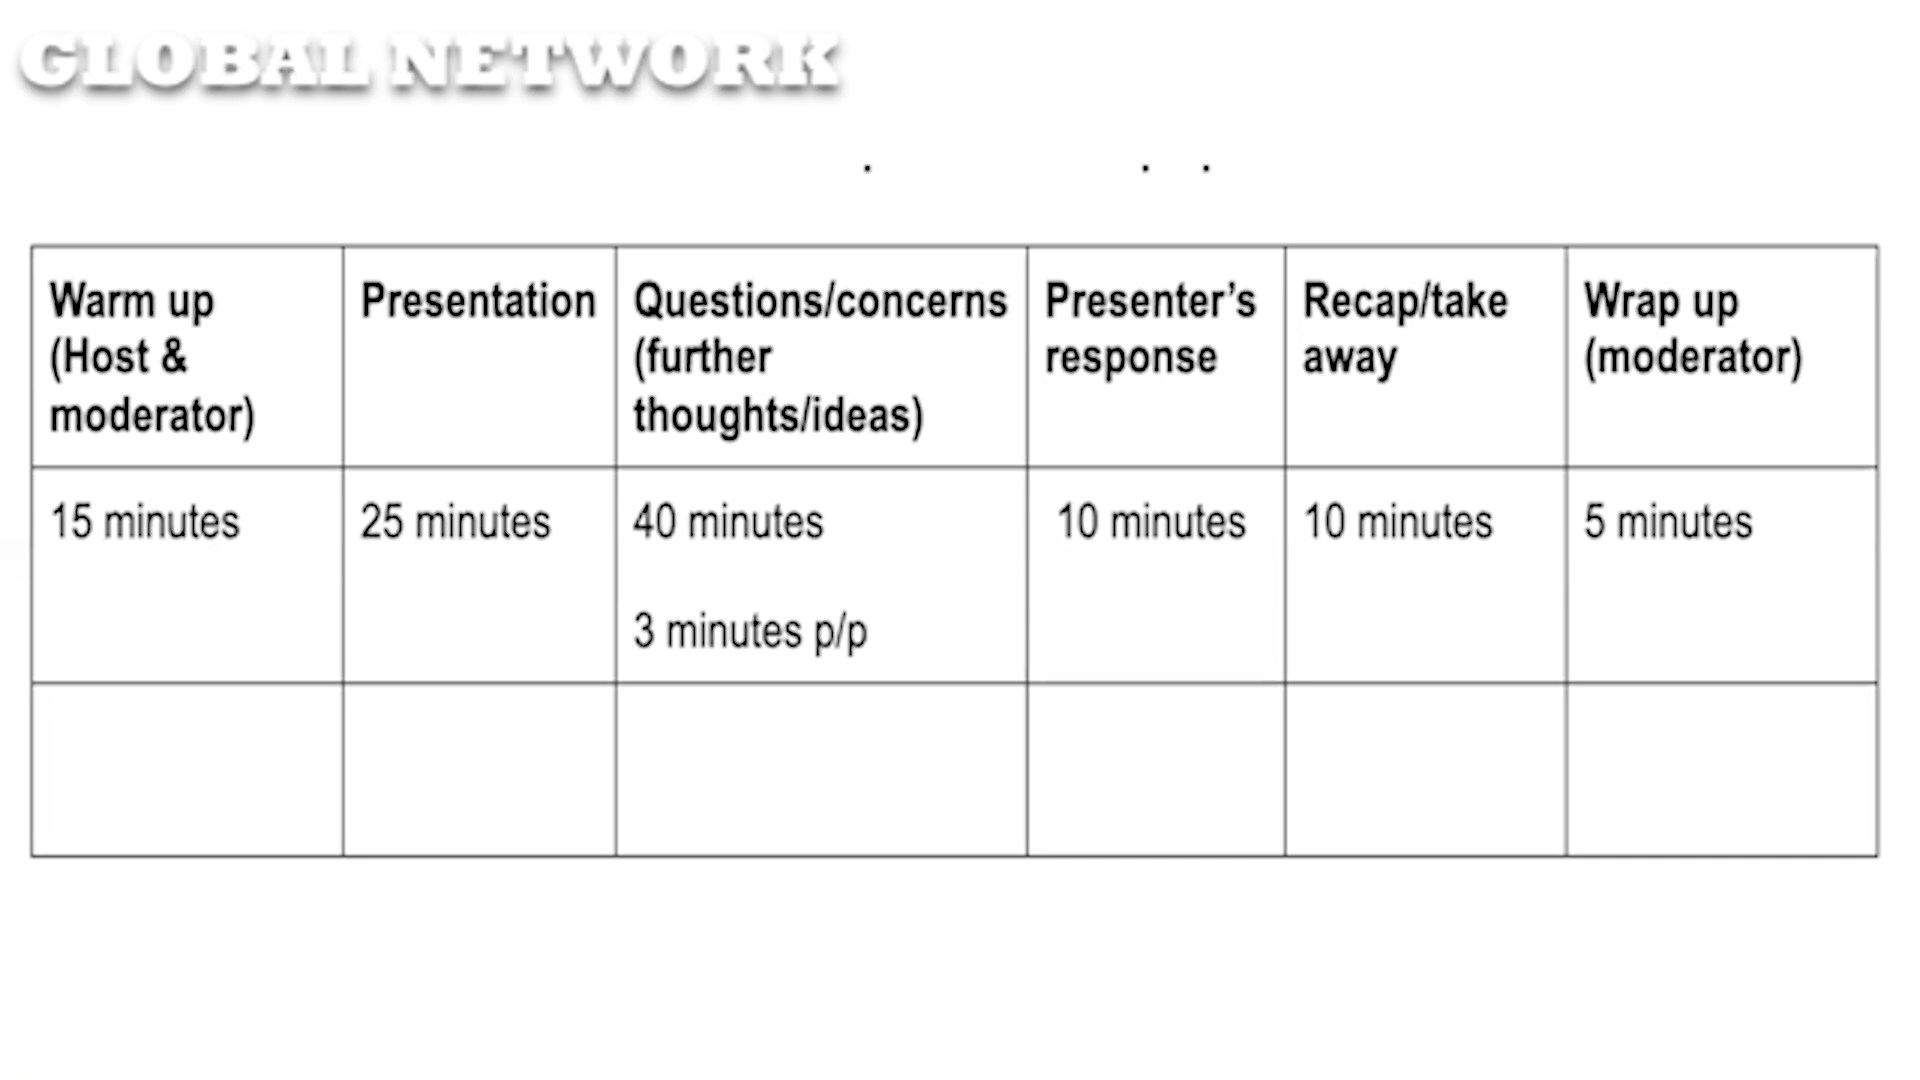 GLOBAL NETWORK
Warm up
(Host &
moderator)
Presentation
Questions/concerns
(further
thoughts/ideas)
Presenter’s
response
Recap/take
away
Wrap up
(moderator)
15 minutes
25 minutes
40 minutes
3 minutes p/p
10 minutes
10 minutes
5 minutes